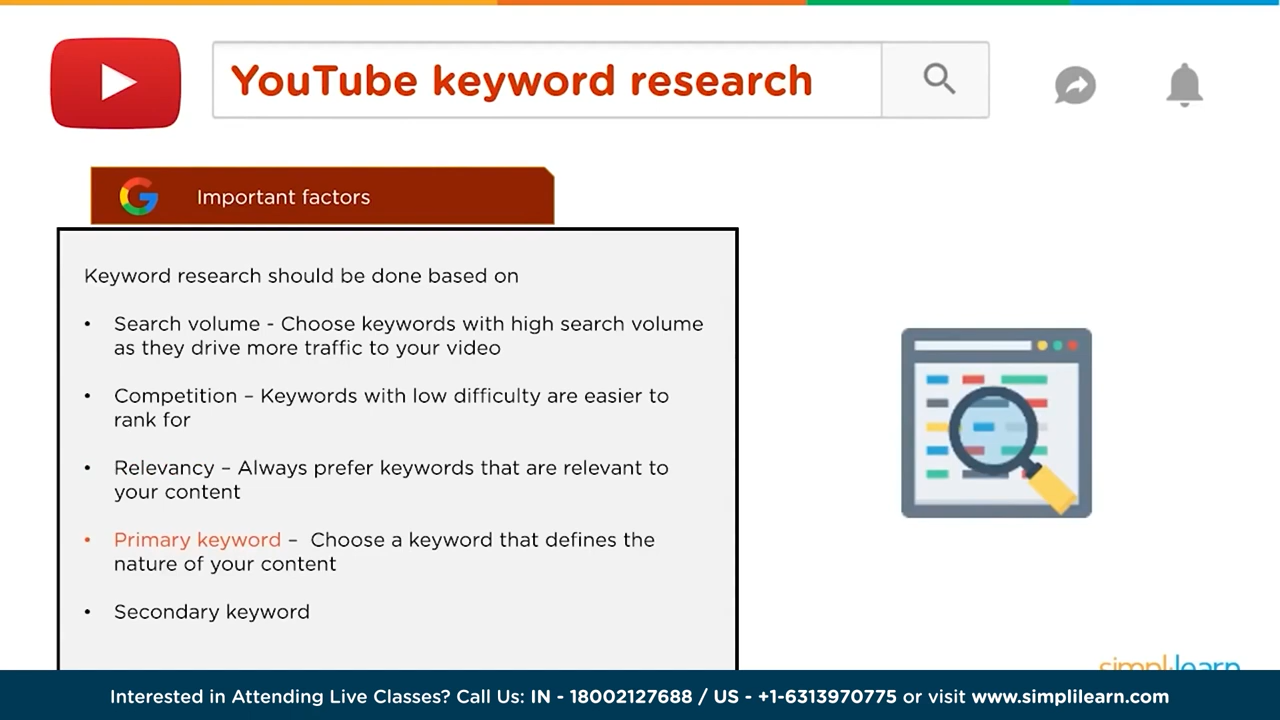 YouTube keyword research
Important factors
Keyword research should be done based on
• Search volume - Choose keywords with high search volume
as they drive more traffic to your video
• Competition – Keywords with low difficulty are easier to
rank for
• Relevancy – Always prefer keywords that are relevant to
your content
• Primary keyword – Choose a keyword that defines the
nature of your content
• Secondary keyword
simplilearn
Interested in Attending Live Classes? Call Us: IN - 18002127688 / US - +1-6313970775 or visit www.simplilearn.com